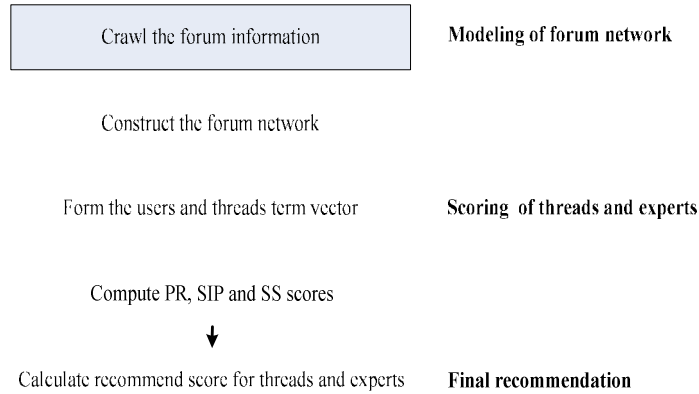 Crawl the forum information
Modeling of forum network
Construct the forum network
Form the users and threads term vector
Scoring of threads and experts
Compute PR, SIP and SS scores
Calculate recommend score for threads and experts
Final recommendation